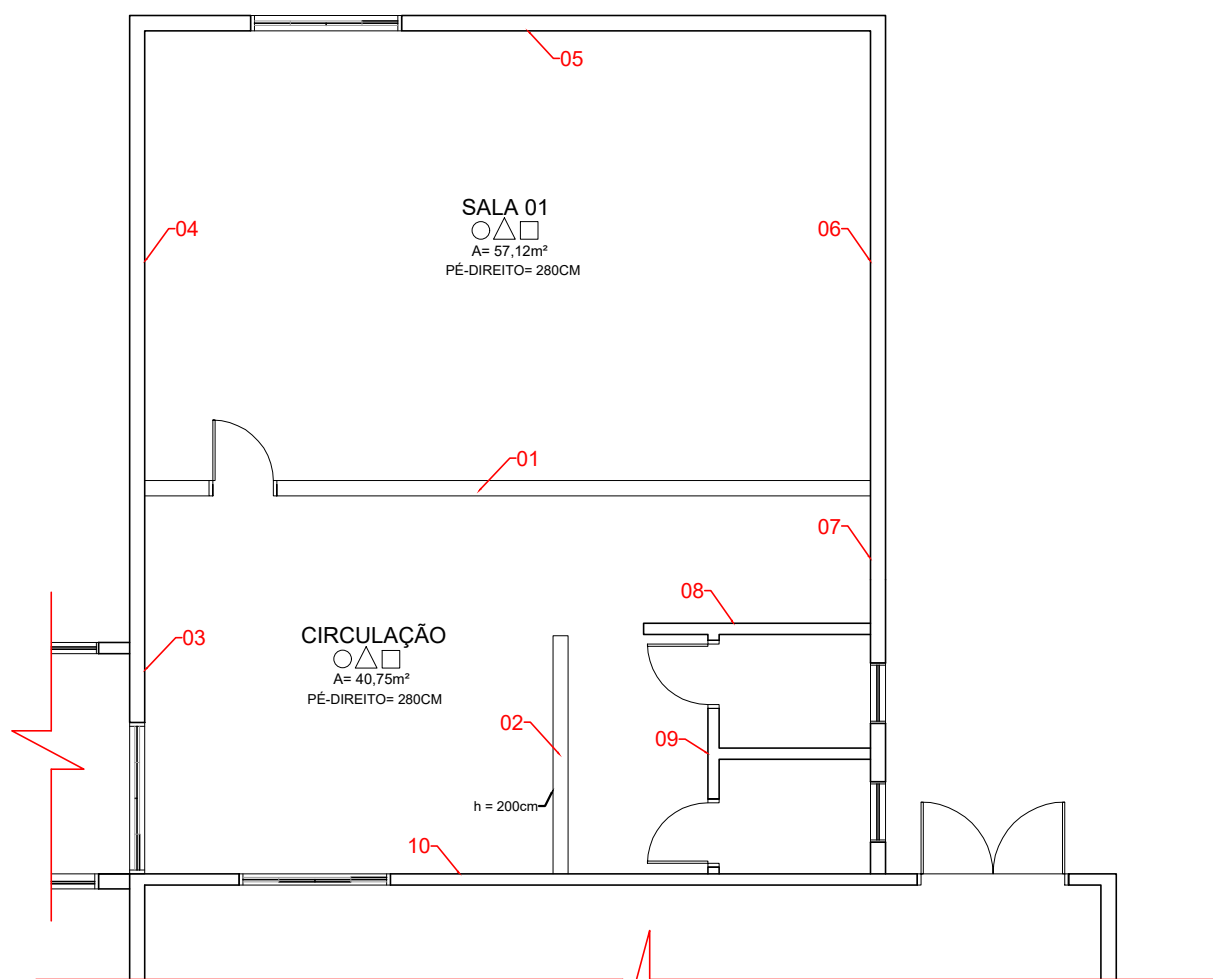 05
SALA 01
A= 57,12m²
PÉ-DIREITO= 280CM
04
06
01
07
08
CIRCULAÇÃO
A= 40,75m²
PÉ-DIREITO= 280CM
03
02
09
h = 200cm
10